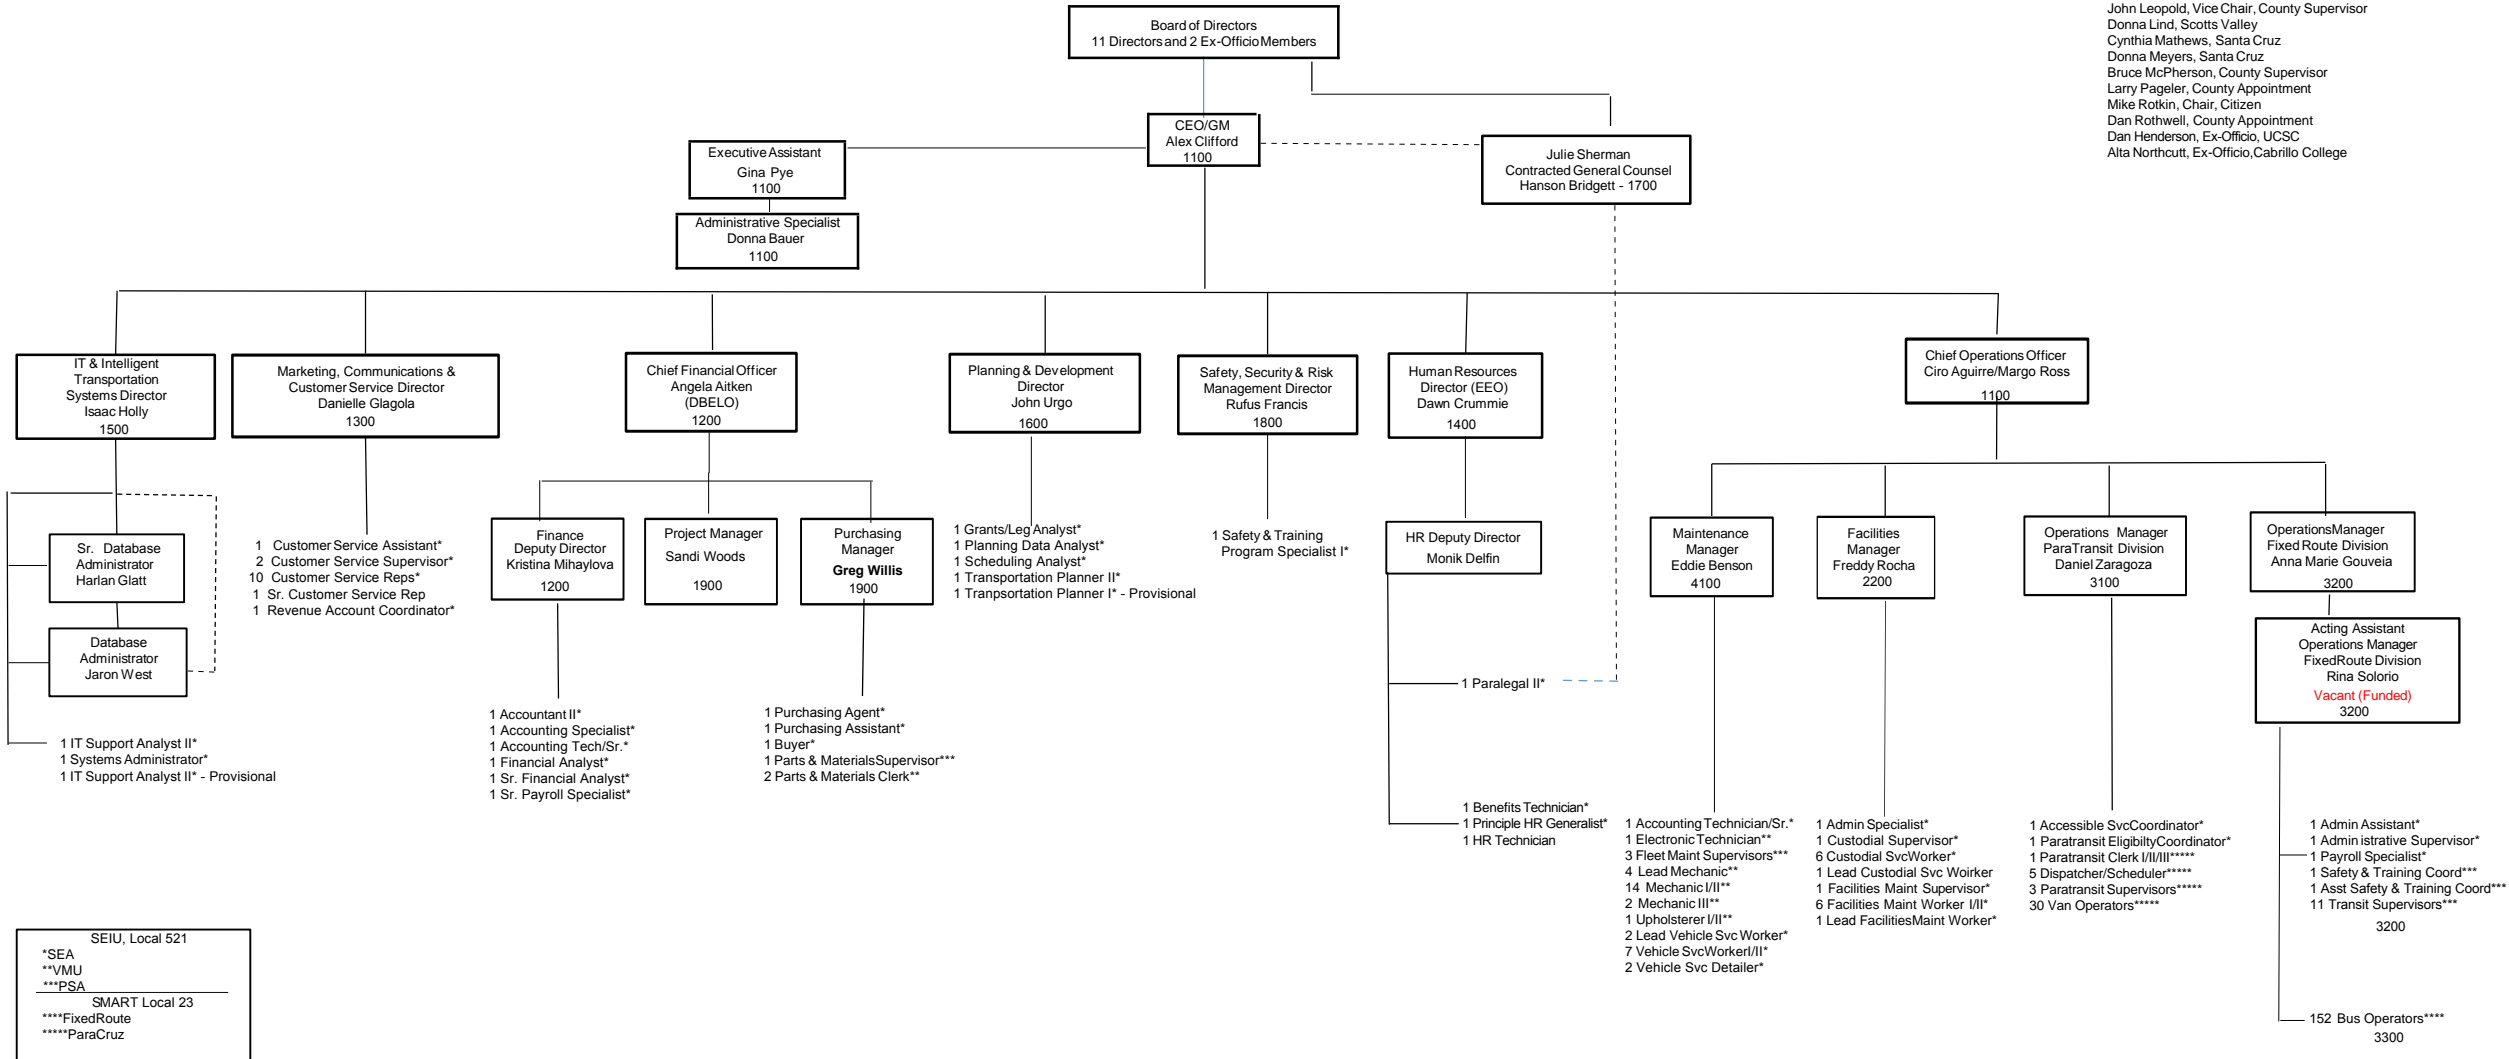 John Leopold, Vice Chair, County Supervisor
Donna Lind, Scotts Valley
Cynthia Mathews, Santa Cruz
Donna Meyers, Santa Cruz
Bruce McPherson, County Supervisor
Larry Pageler, County Appointment
Mike Rotkin, Chair, Citizen
Dan Rothwell, County Appointment
Dan Henderson, Ex-Officio, UCSC
Alta Northcutt, Ex-Officio,Cabrillo College
Board of Directors
11 Directors and 2 Ex-Officio Members
CEO/GM
Alex Clifford
1100
Executive Assistant
Gina Pye
1100
Administrative Specialist
Donna Bauer
1100
Julie Sherman
Contracted General Counsel
Hanson Bridgett - 1700
IT & Intelligent
Transportation
Systems Director
Isaac Holly
1500
Marketing, Communications &
Customer Service Director
Danielle Glagola
1300
Chief Financial Officer
Angela Aitken
(DBELO)
1200
Planning & Development
Director
John Urgo
1600
Safety, Security & Risk
Management Director
Rufus Francis
1800
Human Resources
Director (EEO)
Dawn Crummie
1400
Chief Operations Officer
Ciro Aguirre/Margo Ross
1100
Sr. Database
Administrator
Harlan Glatt
Database
Administrator
Jaron West
1 IT Support Analyst II*
1 Systems Administrator*
1 IT Support Analyst II* - Provisional
1 Customer Service Assistant*
2 Customer Service Supervisor*
10 Customer Service Reps*
1 Sr. Customer Service Rep
1 Revenue Account Coordinator*
Finance
Deputy Director
Kristina Mihaylova
1200
Project Manager
Sandi Woods
1900
Purchasing
Manager
Greg Willis
1900
1 Accountant II*
1 Accounting Specialist*
1 Accounting Tech/Sr.*
1 Financial Analyst*
1 Sr. Financial Analyst*
1 Sr. Payroll Specialist*
1 Purchasing Agent*
1 Purchasing Assistant*
1 Buyer*
1 Parts & Materials Supervisor***
2 Parts & Materials Clerk**
1 Grants/Leg Analyst*
1 Planning Data Analyst*
1 Scheduling Analyst*
1 Transportation Planner II*
1 Tranpsortation Planner I* - Provisional
1 Safety & Training
Program Specialist I*
HR Deputy Director
Monik Delfin
1 Paralegal II*
1 Benefits Technician*
1 Principle HR Generalist*
1 HR Technician
Maintenance
Manager
Eddie Benson
4100
Facilities
Manager
Freddy Rocha
2200
Operations Manager
ParaTransit Division
Daniel Zaragoza
3100
OperationsManager
Fixed Route Division
Anna Marie Gouveia
3200
Acting Assistant
Operations Manager
FixedRoute Division
Rina Solorio
Vacant (Funded)
3200
1 Accounting Technician/Sr.*
1 Electronic Technician**
3 Fleet Maint Supervisors***
4 Lead Mechanic**
14 Mechanic I/II**
2 Mechanic III**
1 Upholsterer I/II**
2 Lead Vehicle Svc Worker*
7 Vehicle SvcWorkerI/II*
2 Vehicle Svc Detailer*
1 Admin Specialist*
1 Custodial Supervisor*
6 Custodial SvcWorker*
1 Lead Custodial Svc Woirker
1 Facilities Maint Supervisor*
6 Facilities Maint Worker I/II*
1 Lead FacilitiesMaint Worker*
1 Accessible SvcCoordinator*
1 Paratransit EligibiltyCoordinator*
1 Paratransit Clerk I/II/III*****
5 Dispatcher/Scheduler*****
3 Paratransit Supervisors*****
30 Van Operators*****
1 Admin Assistant*
1 Admin istrative Supervisor*
1 Payroll Specialist*
1 Safety & Training Coord***
1 Asst Safety & Training Coord***
11 Transit Supervisors***
3200
152 Bus Operators****
3300
SEIU, Local 521
*SEA
**VMU
***PSA
SMART Local 23
****FixedRoute
*****ParaCruz